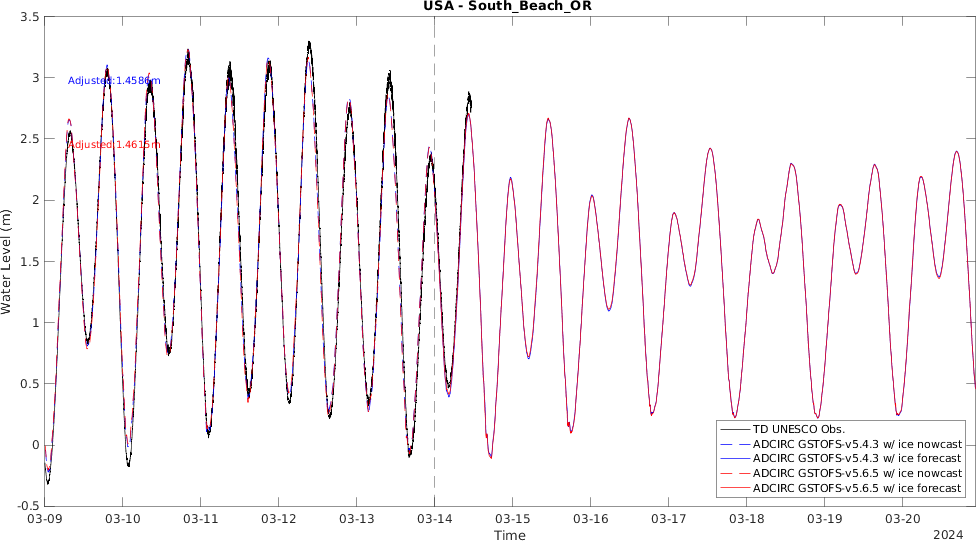 USA - South_Beach_OR
3.5
3
2.5
2
1.5
1
0.5
0
-0.5
Water Level (m)
Adjusted:1.4586m
Adjusted:1.4615m
TD UNESCO Obs.
ADCIRC GSTOFS-v5.4.3 w/ ice nowcast
ADCIRC GSTOFS-v5.4.3 w/ ice forecast
ADCIRC GSTOFS-v5.6.5 w/ ice nowcast
ADCIRC GSTOFS-v5.6.5 w/ ice forecast
03-09 03-10 03-11 03-12 03-13 03-14 03-15 03-16 03-17 03-18 03-19 03-20
Time
2024